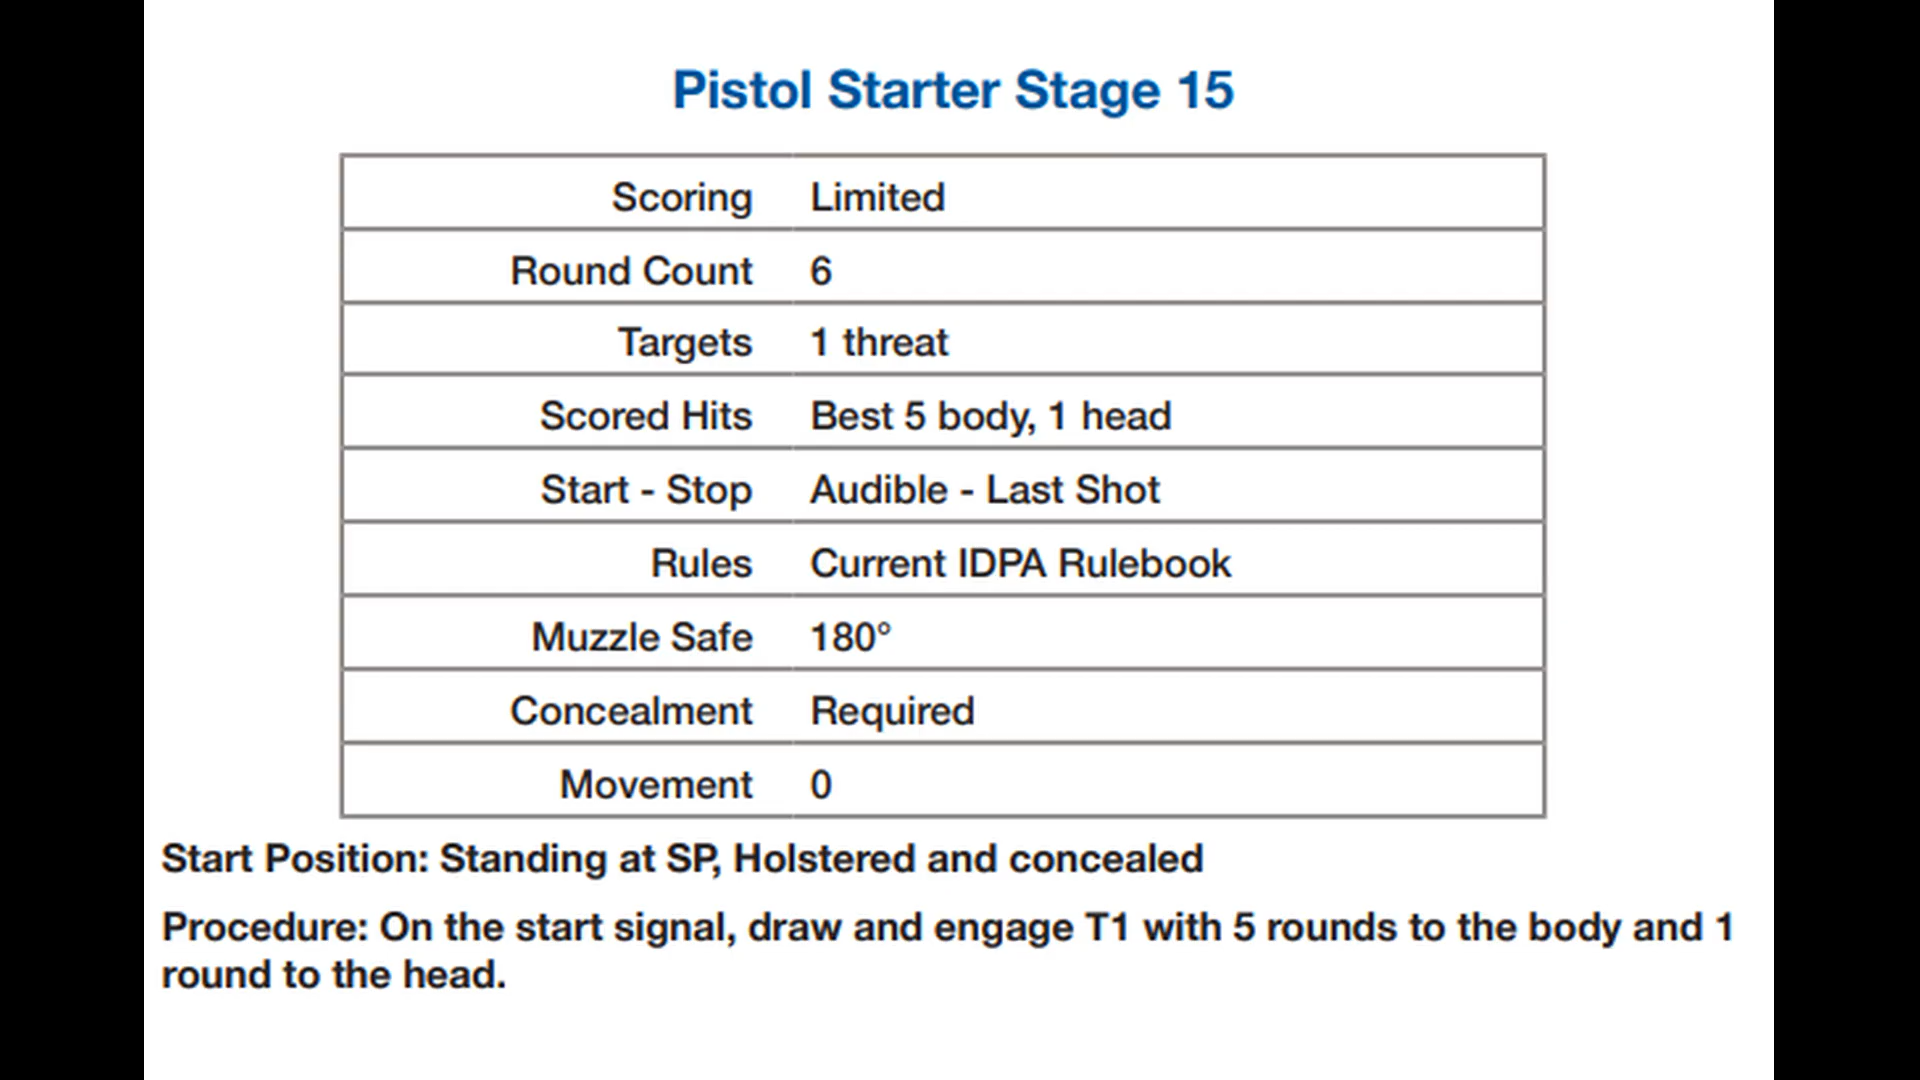 Pistol Starter Stage 15
Scoring Limited
Round Count 6
Targets 1 threat
Scored Hits Best 5 body, 1 head
Start - Stop Audible - Last Shot
Rules Current IDPA Rulebook
Muzzle Safe 180°
Concealment Required
Movement 0
Start Position: Standing at SP, Holstered and concealed
Procedure: On the start signal, draw and engage T1 with 5 rounds to the body and 1
round to the head.